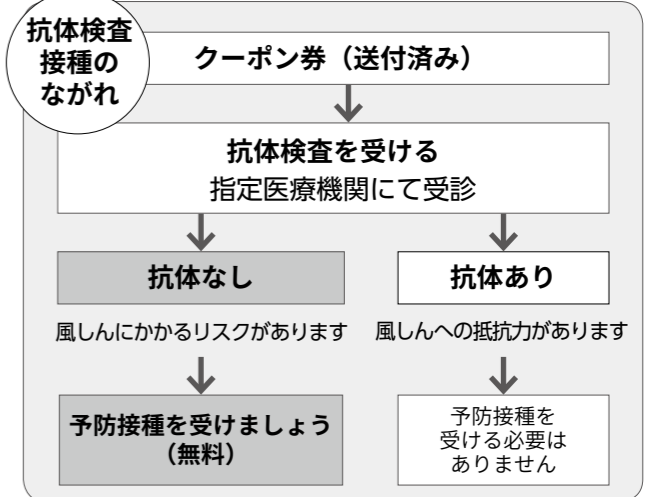 抗体検査
接種の
ながれ
クーポン券（送付済み）
抗体検査を受ける
指定医療機関にて受診
抗体なし
抗体あり
風しんにかかるリスクがあります
風しんへの抵抗力があります
予防接種を受けましょう
（無料）
予防接種を
受ける必要は
ありません